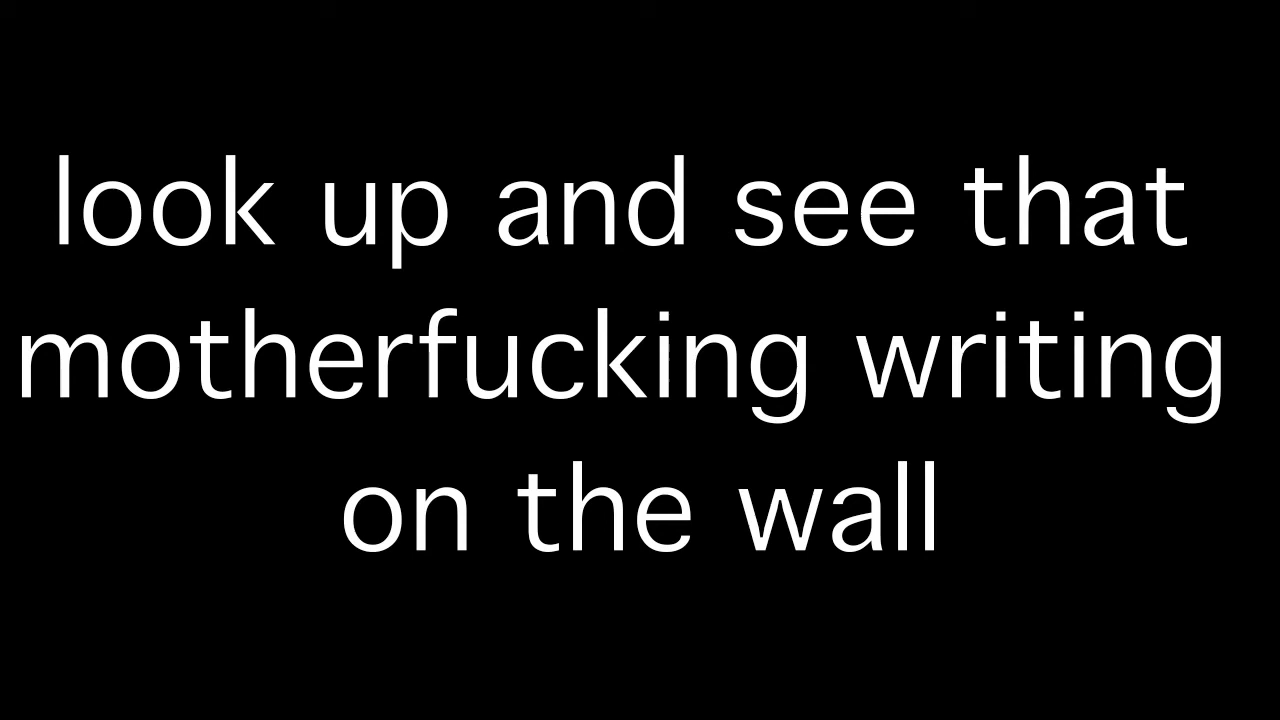 look up and see that
motherfucking writing
on the wall